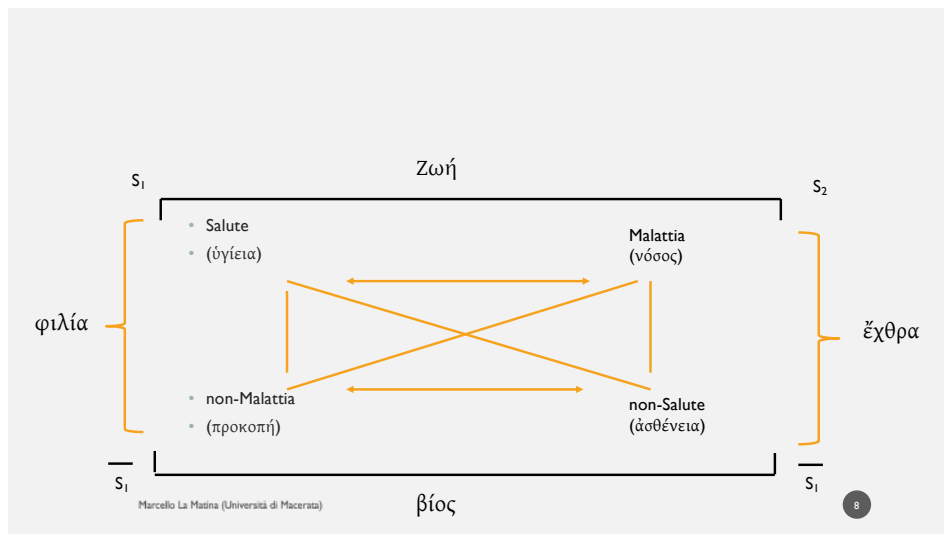 Ζωή
S1
S2
• Salute
• (ὑγίεια)
Malattia
(νόσος)
φιλία
ἔχθρα
• non-Malattia
• (προκοπή)
non-Salute
(ἀσθένεια)
S1
S1
Marcello La Matina (Università di Macerata)
βίος
8